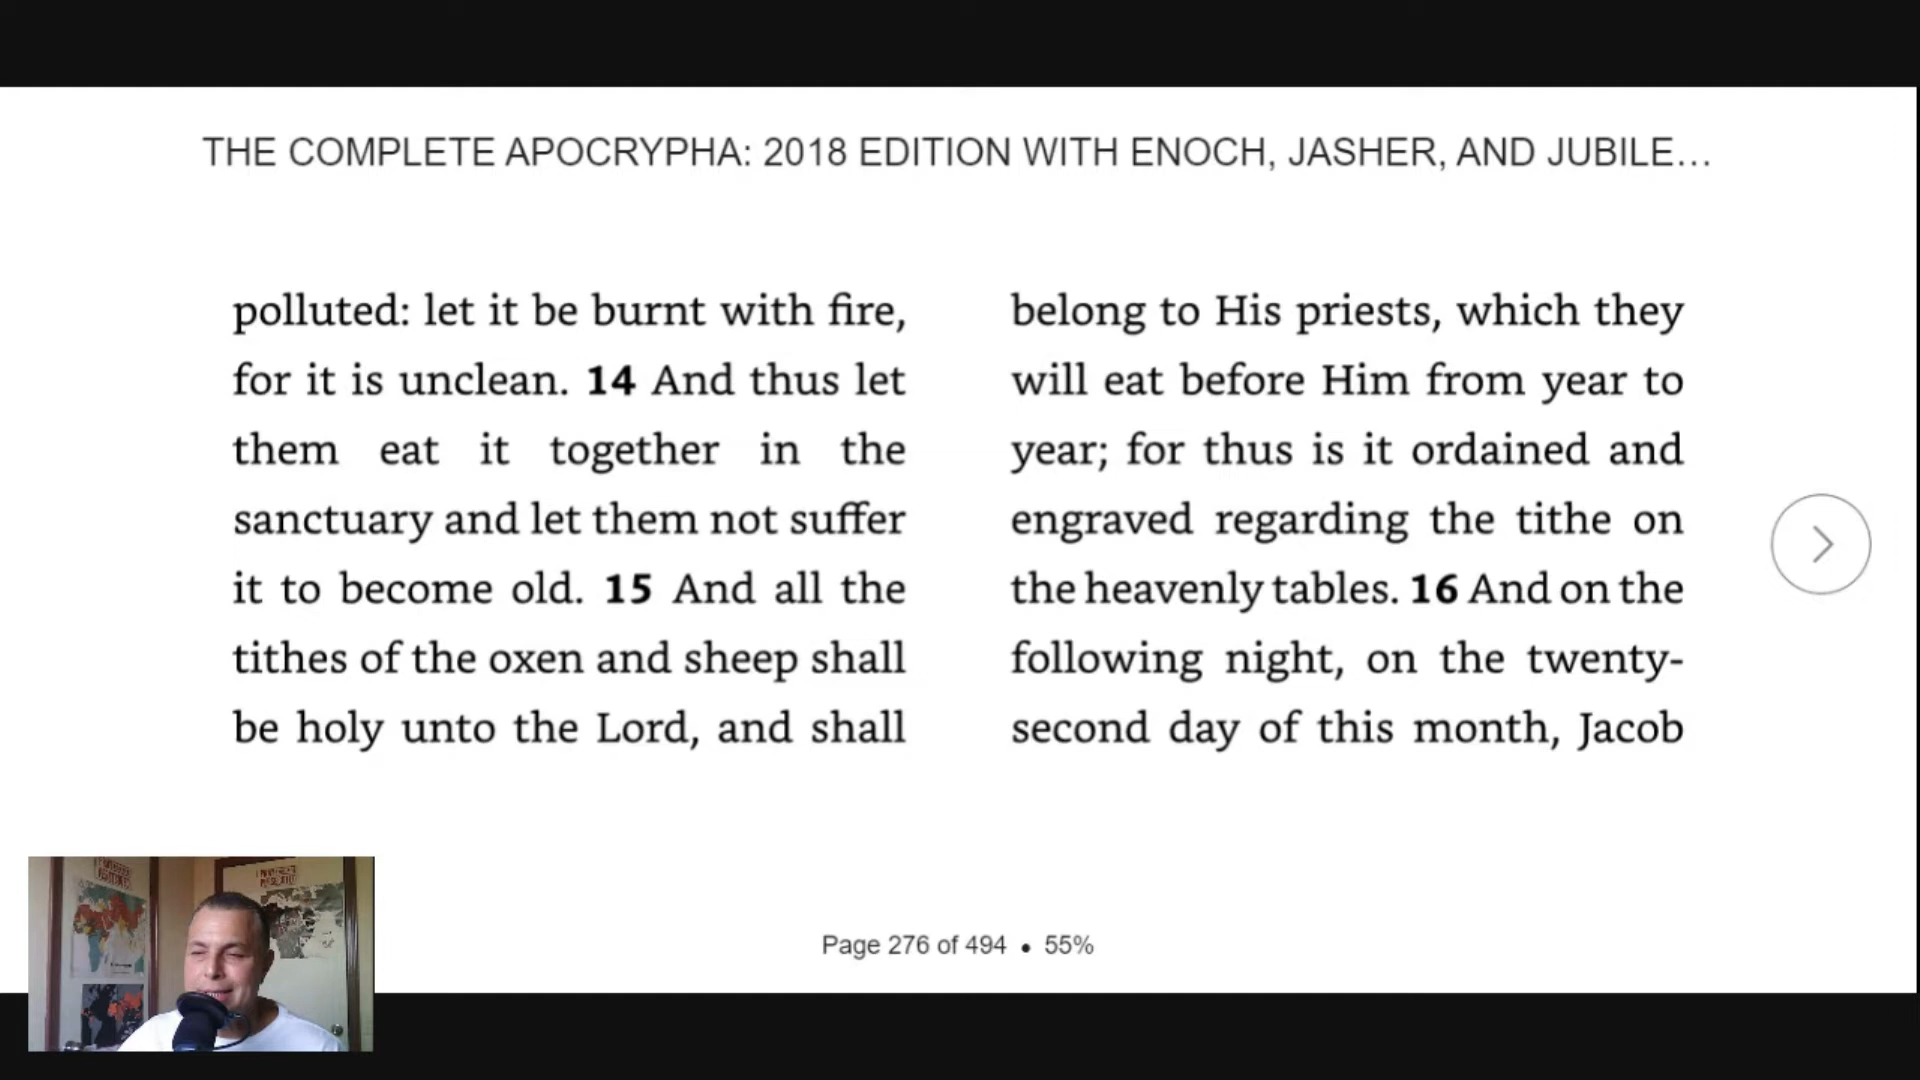 THE COMPLETE APOCRYPHA: 2018 EDITION WITH ENOCH, JASHER, AND JUBILE…
polluted: let it be burnt with fire,
for it is unclean. 14 And thus let
them eat it together in the
sanctuary and let them not suffer
it to become old. 15 And all the
tithes of the oxen and sheep shall
be holy unto the Lord, and shall
belong to His priests, which they
will eat before Him from year to
year; for thus is it ordained and
engraved regarding the tithe on
the heavenly tables. 16 And on the
following night, on the twenty-
second day of this month, Jacob
Page 276 of 494 • 55%